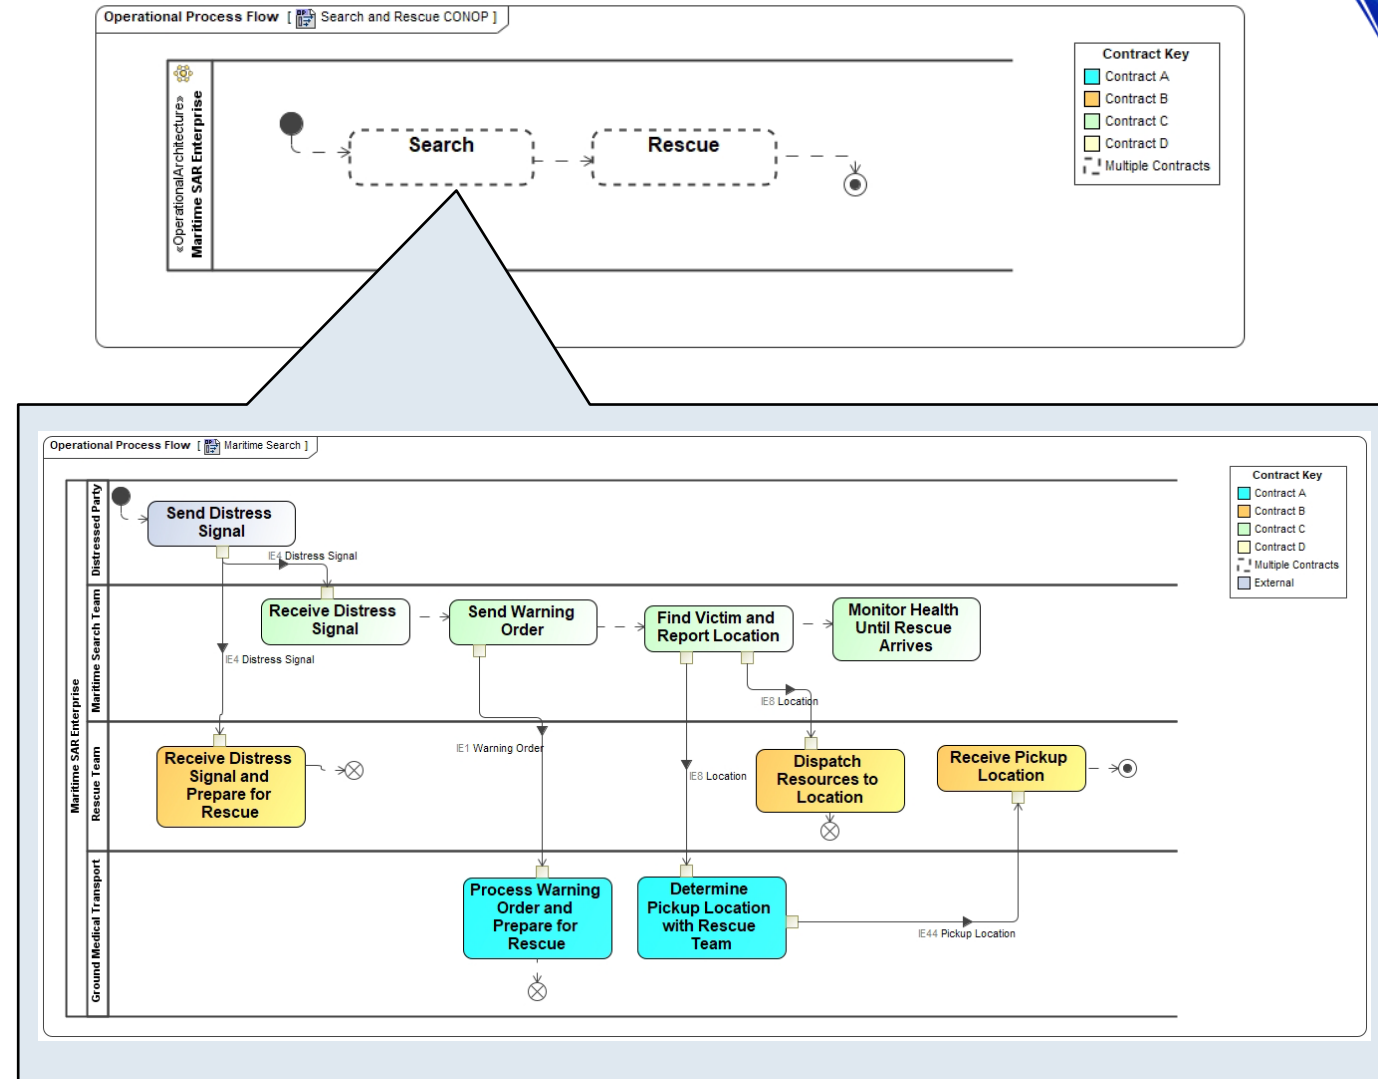 Operational Process Flow [ Search and Rescue CONOP ]
Contract Key
Contract A
Contract B
Contract C
Contract D
Multiple Contracts
«OperationalArchitecture»
Maritime SAR Enterprise
Search
Rescue
Operational Process Flow [ Maritime Search ]
Contract Key
Contract A
Contract B
Contract C
Contract D
Multiple Contracts
External
Maritime SAR Enterprise
Distressed Party
Send Distress
Signal
IE4 Distress Signal
Maritime Search Team
Receive Distress
Signal
Send Warning
Order
Find Victim and
Report Location
Monitor Health
Until Rescue
Arrives
IE4 Distress Signal
IE8 Location
Rescue Team
IE1 Warning Order
IE8 Location
Receive Distress
Signal and
Prepare for
Rescue
Dispatch
Resources to
Location
Receive Pickup
Location
Ground Medical Transport
Process Warning
Order and
Prepare for
Rescue
Determine
Pickup Location
with Rescue
Team
IE44 Pickup Location